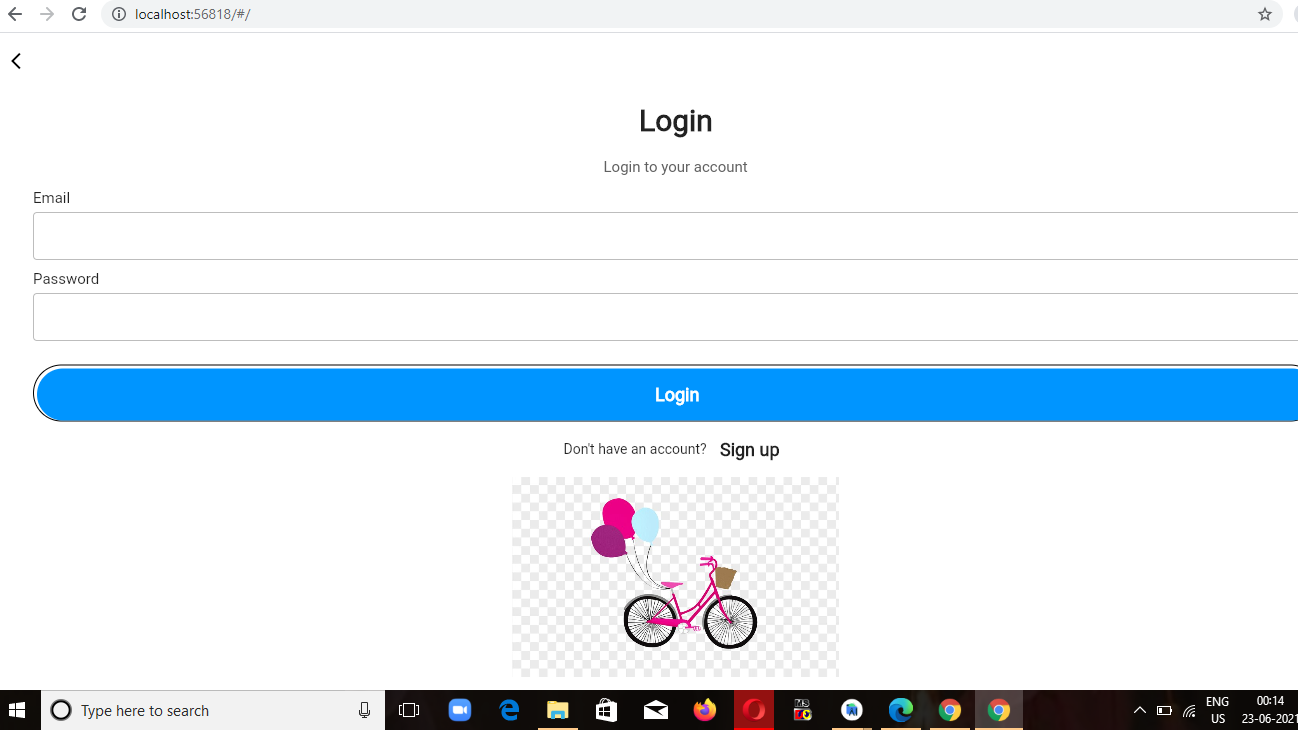 localhost:56818/#/
Login
Login to your account
Email
Password
Login
Don't have an account? Sign up
Type here to search
ENG
US
00:14
23-06-2021